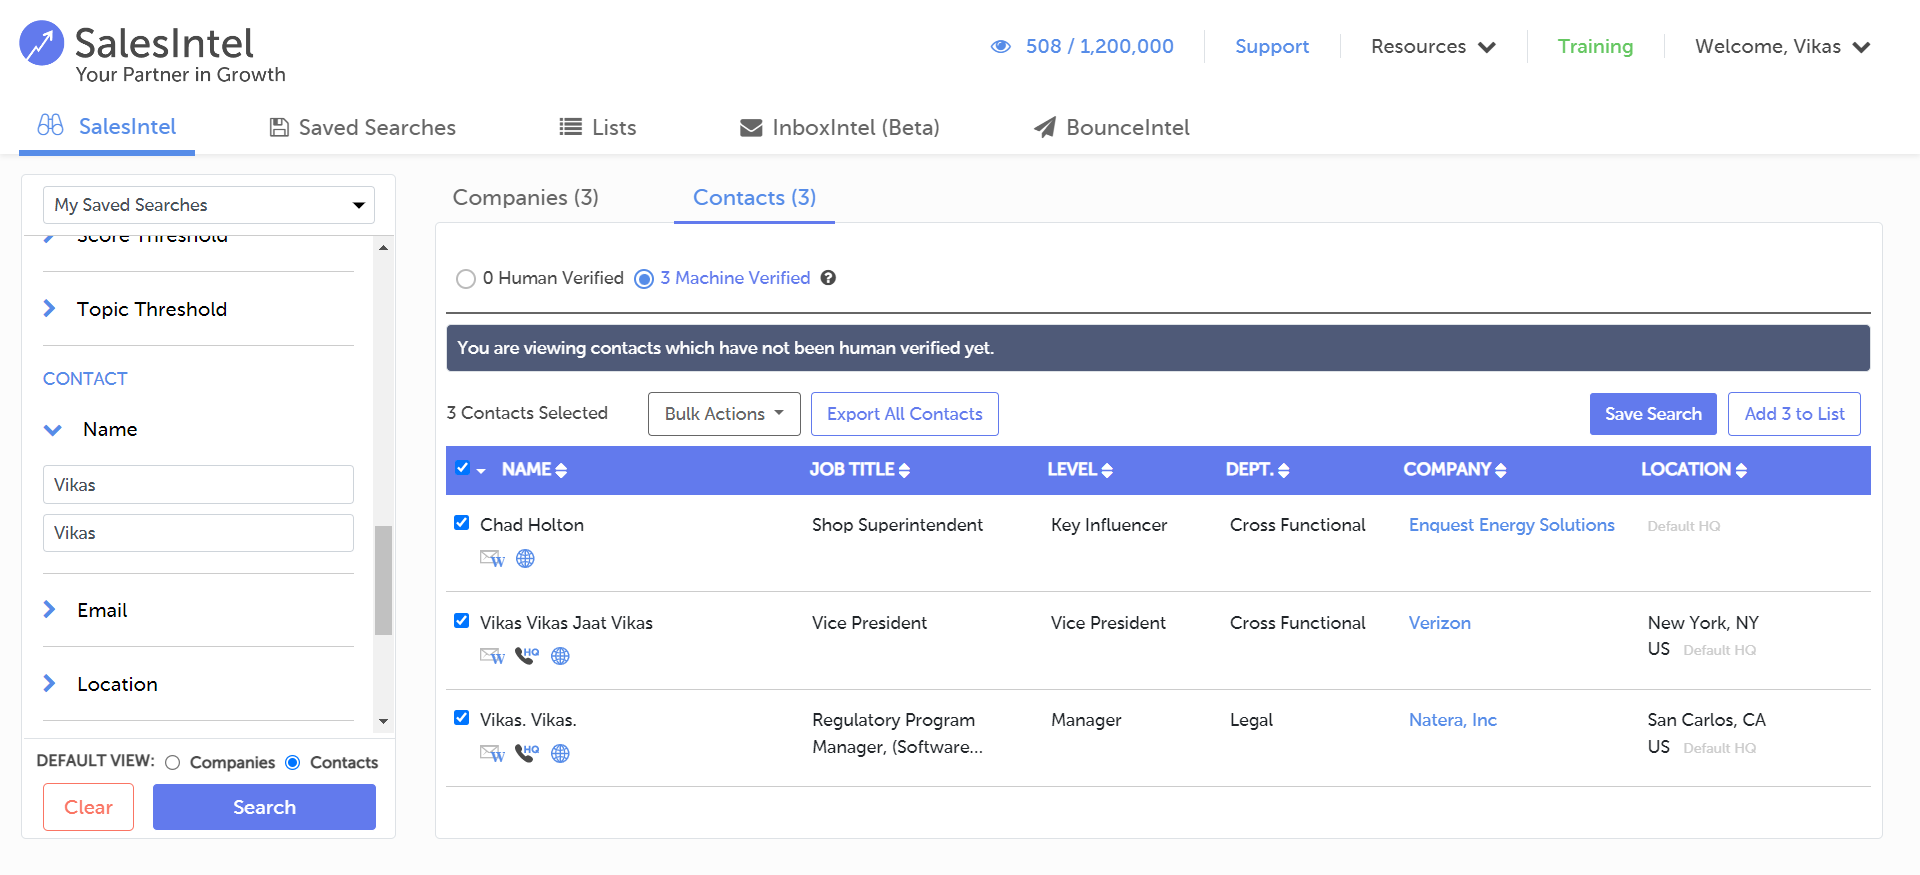 SalesIntel
Your Partner in Growth
508 / 1,200,000
Support
Resources
Training
Welcome, Vikas
SalesIntel
Saved Searches
Lists
InboxIntel (Beta)
BounceIntel
My Saved Searches
Score Threshold
Topic Threshold
CONTACT
Name
Vikas
Vikas
Email
Location
DEFAULT VIEW: Companies Contacts
Clear
Search
Companies (3)
Contacts (3)
0 Human Verified 3 Machine Verified ?
You are viewing contacts which have not been human verified yet.
3 Contacts Selected
Bulk Actions
Export All Contacts
Save Search
Add 3 to List
NAME JOB TITLE LEVEL DEPT. COMPANY LOCATION
Chad Holton Shop Superintendent Key Influencer Cross Functional Enquest Energy Solutions Default HQ
W
Vikas Vikas Jaat Vikas Vice President Vice President Cross Functional Verizon New York, NY
US Default HQ
W HQ
Vikas. Vikas. Regulatory Program Manager Legal Natera, Inc San Carlos, CA
Manager, (Software... US Default HQ
W HQ